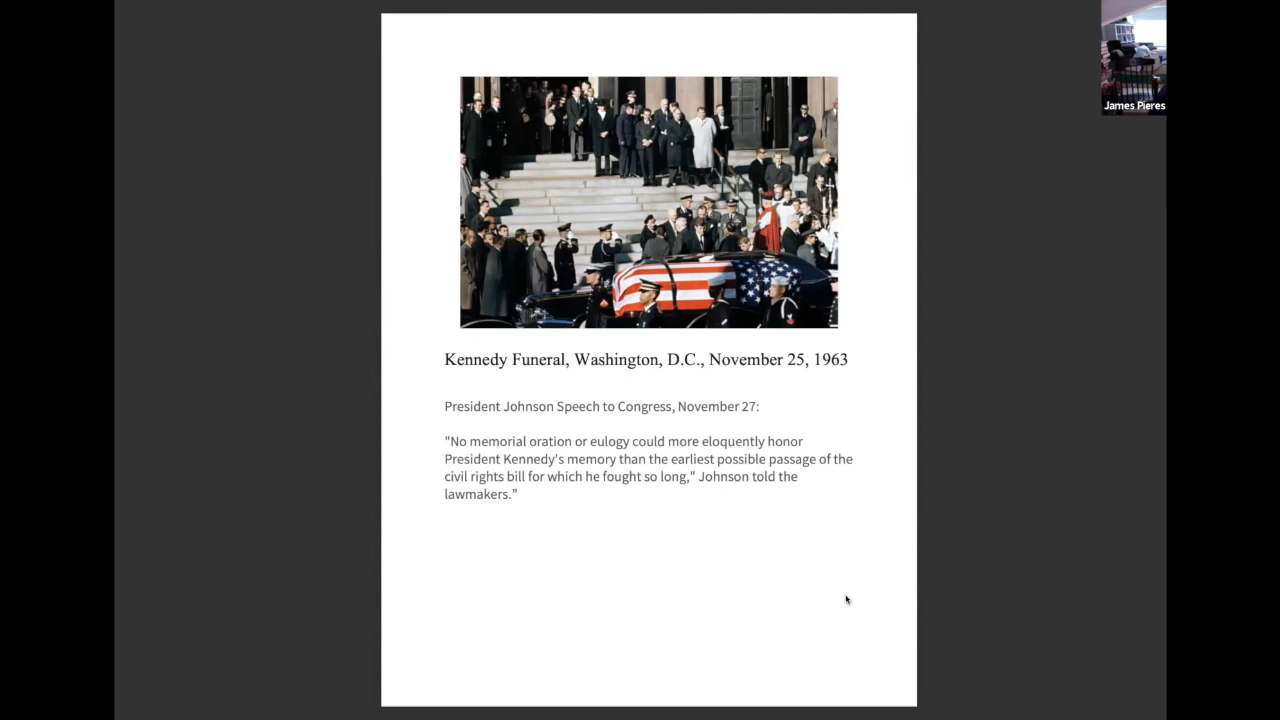 James Pieres
Kennedy Funeral, Washington, D.C., November 25, 1963
President Johnson Speech to Congress, November 27:
"No memorial oration or eulogy could more eloquently honor
President Kennedy's memory than the earliest possible passage of the
civil rights bill for which he fought so long," Johnson told the
lawmakers.”